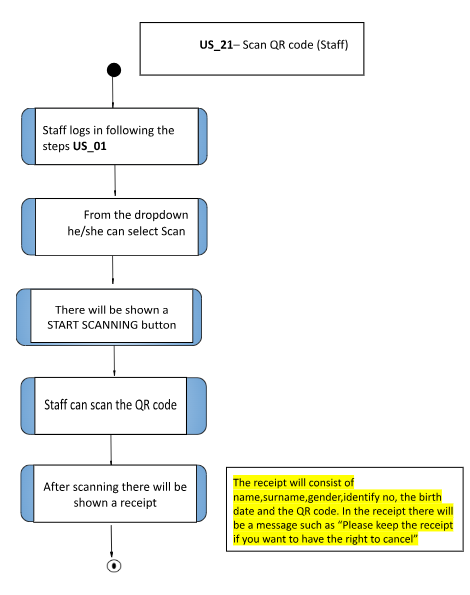 US_21– Scan QR code (Staff)
Staff logs in following the
steps US_01
From the dropdown
he/she can select Scan
There will be shown a
START SCANNING button
Staff can scan the QR code
After scanning there will be
shown a receipt
The receipt will consist of
name,surname,gender,identify no, the birth
date and the QR code. In the receipt there will
be a message such as “Please keep the receipt
if you want to have the right to cancel”